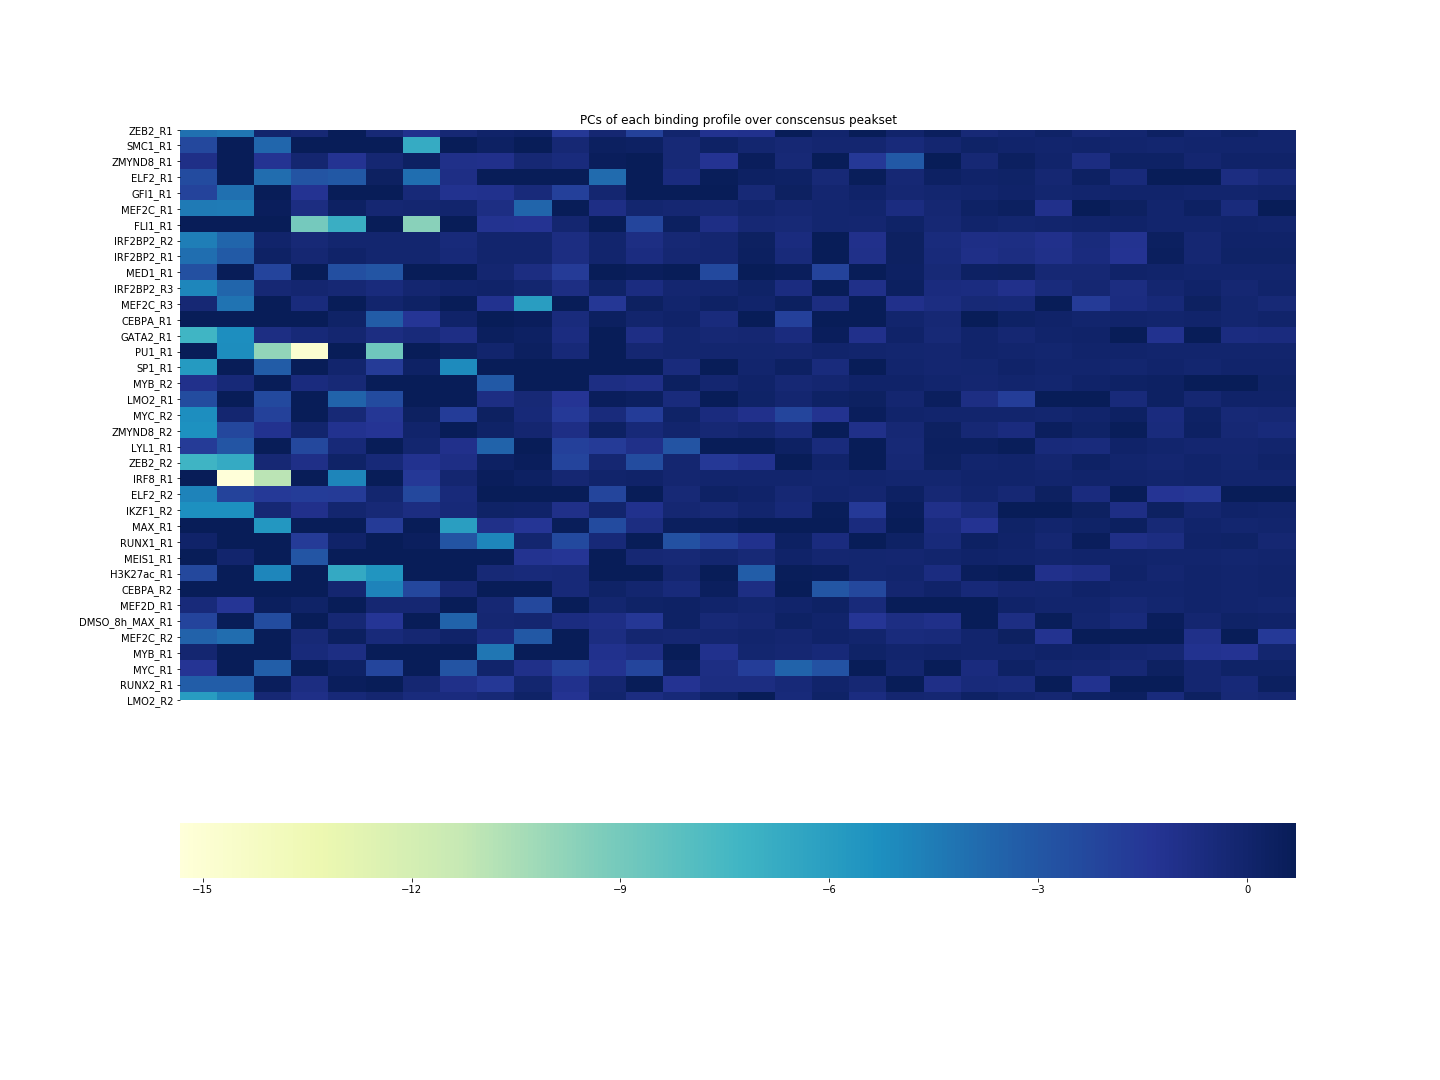 PCs of each binding profile over conscensus peakset
ZEB2_R1
SMC1_R1
ZMYND8_R1
ELF2_R1
GFI1_R1
MEF2C_R1
FLI1_R1
IRF2BP2_R2
IRF2BP2_R1
MED1_R1
IRF2BP2_R3
MEF2C_R3
CEBPA_R1
GATA2_R1
PU1_R1
SP1_R1
MYB_R2
LMO2_R1
MYC_R2
ZMYND8_R2
LYL1_R1
ZEB2_R2
IRF8_R1
ELF2_R2
IKZF1_R2
MAX_R1
RUNX1_R1
MEIS1_R1
H3K27ac_R1
CEBPA_R2
MEF2D_R1
DMSO_8h_MAX_R1
MEF2C_R2
MYB_R1
MYC_R1
RUNX2_R1
LMO2_R2
−15 −12 −9 −6 −3 0